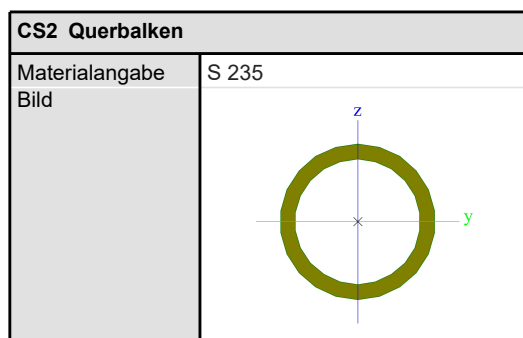 CS2 Querbalken
Materialangabe S 235
Bild
z
y